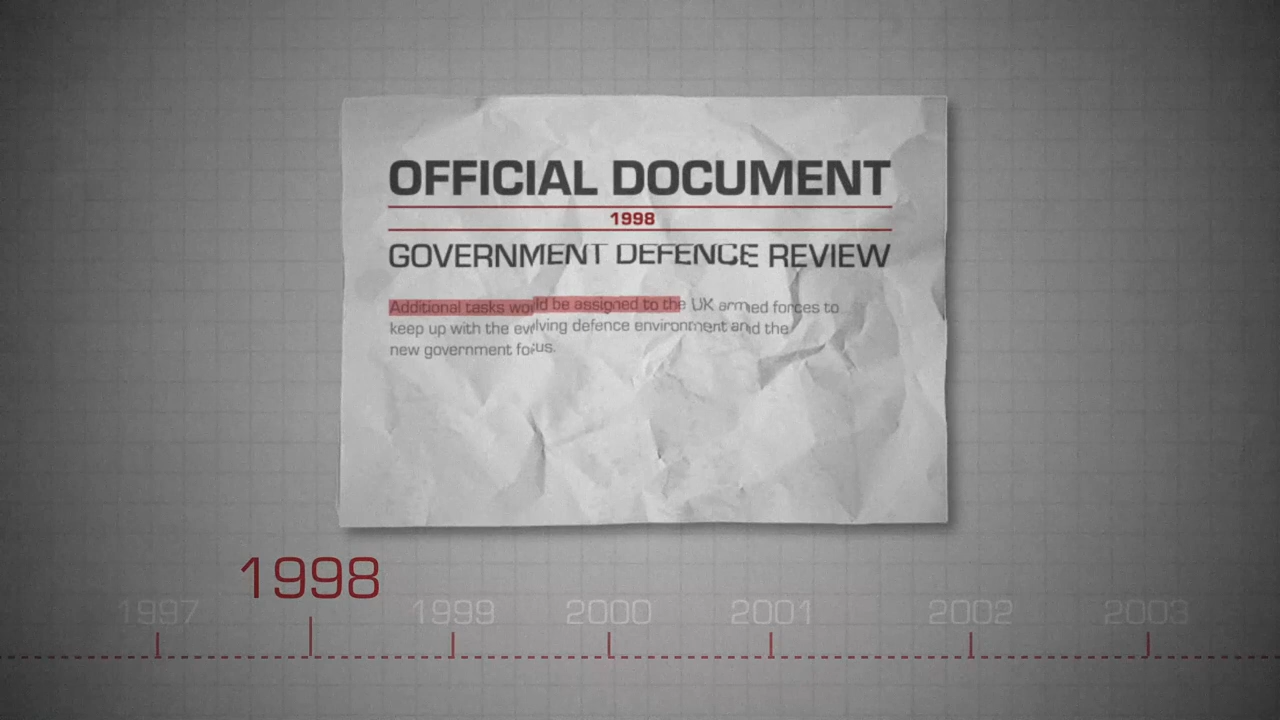 OFFICIAL DOCUMENT
1998
GOVERNMENT DEFENCE REVIEW
Additional tasks would be assigned to the UK armed forces to
keep up with the evolving defence environment and the
new government focus.
1998
1997 1999 2000 2001 2002 2003